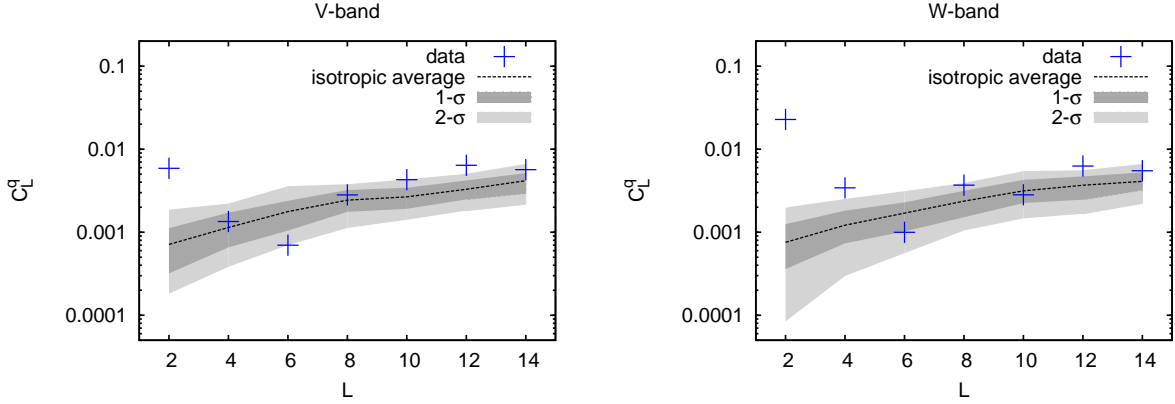 V-band
data
isotropic average
1-σ
2-σ
0.1
0.01
0.001
0.0001
C_L^q
2 4 6 8 10 12 14
L
W-band
data
isotropic average
1-σ
2-σ
0.1
0.01
0.001
0.0001
C_L^q
2 4 6 8 10 12 14
L